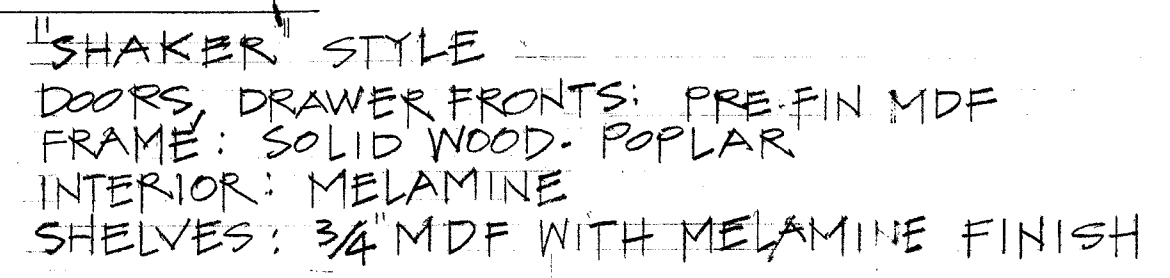 "SHAKER" STYLE
DOORS, DRAWER FRONTS: PRE-FIN MDF
FRAME: SOLID WOOD. POPLAR
INTERIOR: MELAMINE
SHELVES: 3/4" MDF WITH MELAMINE FINISH